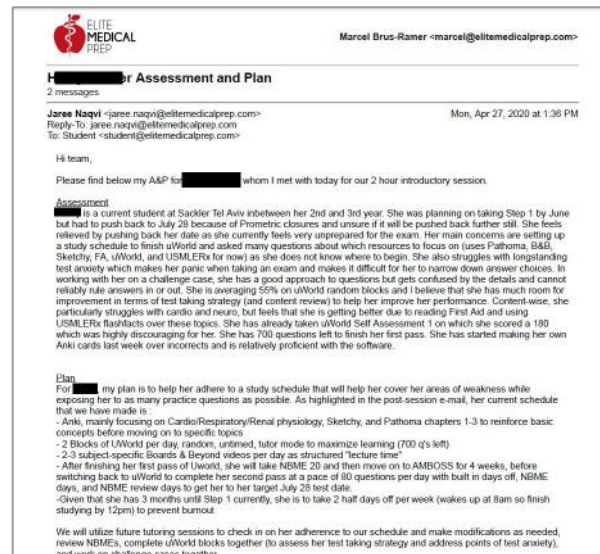 ELITE
MEDICAL
PREP
Marcel Brus-Ramer <marcel@elitemedicalprep.com>
H r Assessment and Plan
2 messages
Jaree Naqvi <jaree.naqvi@elitemedicalprep.com> Mon, Apr 27, 2020 at 1:36 PM
Reply-To: jaree.naqvi@elitemedicalprep.com
To: Student <student@elitemedicalprep.com>
Hi team,
Please find below my A&P for whom I met with today for our 2 hour introductory session.
Assessment
is a current student at Sackler Tel Aviv inbetween her 2nd and 3rd year. She was planning on taking Step 1 by June
but had to push back to July 28 because of Prometric closures and unsure if it will be pushed back further still. She feels
relieved by pushing back her date as she currently feels very unprepared for the exam. Her main concerns are setting up
a study schedule to finish uWorld and asked many questions about which resources to focus on (uses Pathoma, B&B,
Sketchy, FA, uWorld, and USMLERx for now) as she does not know where to begin. She also struggles with longstanding
test anxiety which makes her panic when taking an exam and makes it difficult for her to narrow down answer choices. In
working with her on a challenge case, she has a good approach to questions but gets confused by the details and cannot
reliably rule answers in or out. She is averaging 55% on uWorld random blocks and I believe that she has much room for
improvement in terms of test taking strategy (and content review) to help her improve her performance. Content-wise, she
particularly struggles with cardio and neuro, but feels that she is getting better due to reading First Aid and using
USMLERx flashfacts over these topics. She has already taken uWorld Self Assessment 1 on which she scored a 180
which was highly discouraging for her. She has 700 questions left to finish her first pass. She has started making her own
Anki cards last week over incorrects and is relatively proficient with the software.
Plan
For , my plan is to help her adhere to a study schedule that will help her cover her areas of weakness while
exposing her to as many practice questions as possible. As highlighted in the post-session e-mail, her current schedule
that we have made is :
- Anki, mainly focusing on Cardio/Respiratory/Renal physiology, Sketchy, and Pathoma chapters 1-3 to reinforce basic
concepts before moving on to specific topics
- 2 Blocks of UWorld per day, random, untimed, tutor mode to maximize learning (700 q's left)
- 2-3 subject-specific Boards & Beyond videos per day as structured "lecture time"
- After finishing her first pass of Uworld, she will take NBME 20 and then move on to AMBOSS for 4 weeks, before
switching back to uWorld to complete her second pass at a pace of 80 questions per day with built in days off, NBME
days, and NBME review days to get her to her target July 28 test date.
-Given that she has 3 months until Step 1 currently, she is to take 2 half days off per week (wakes up at 8am so finish
studying by 12pm) to prevent burnout
We will utilize future tutoring sessions to check in on her adherence to our schedule and make modifications as needed,
review NBMEs, complete uWorld blocks together (to assess her test taking strategy and address points of test anxiety),
and work on challenge cases together.